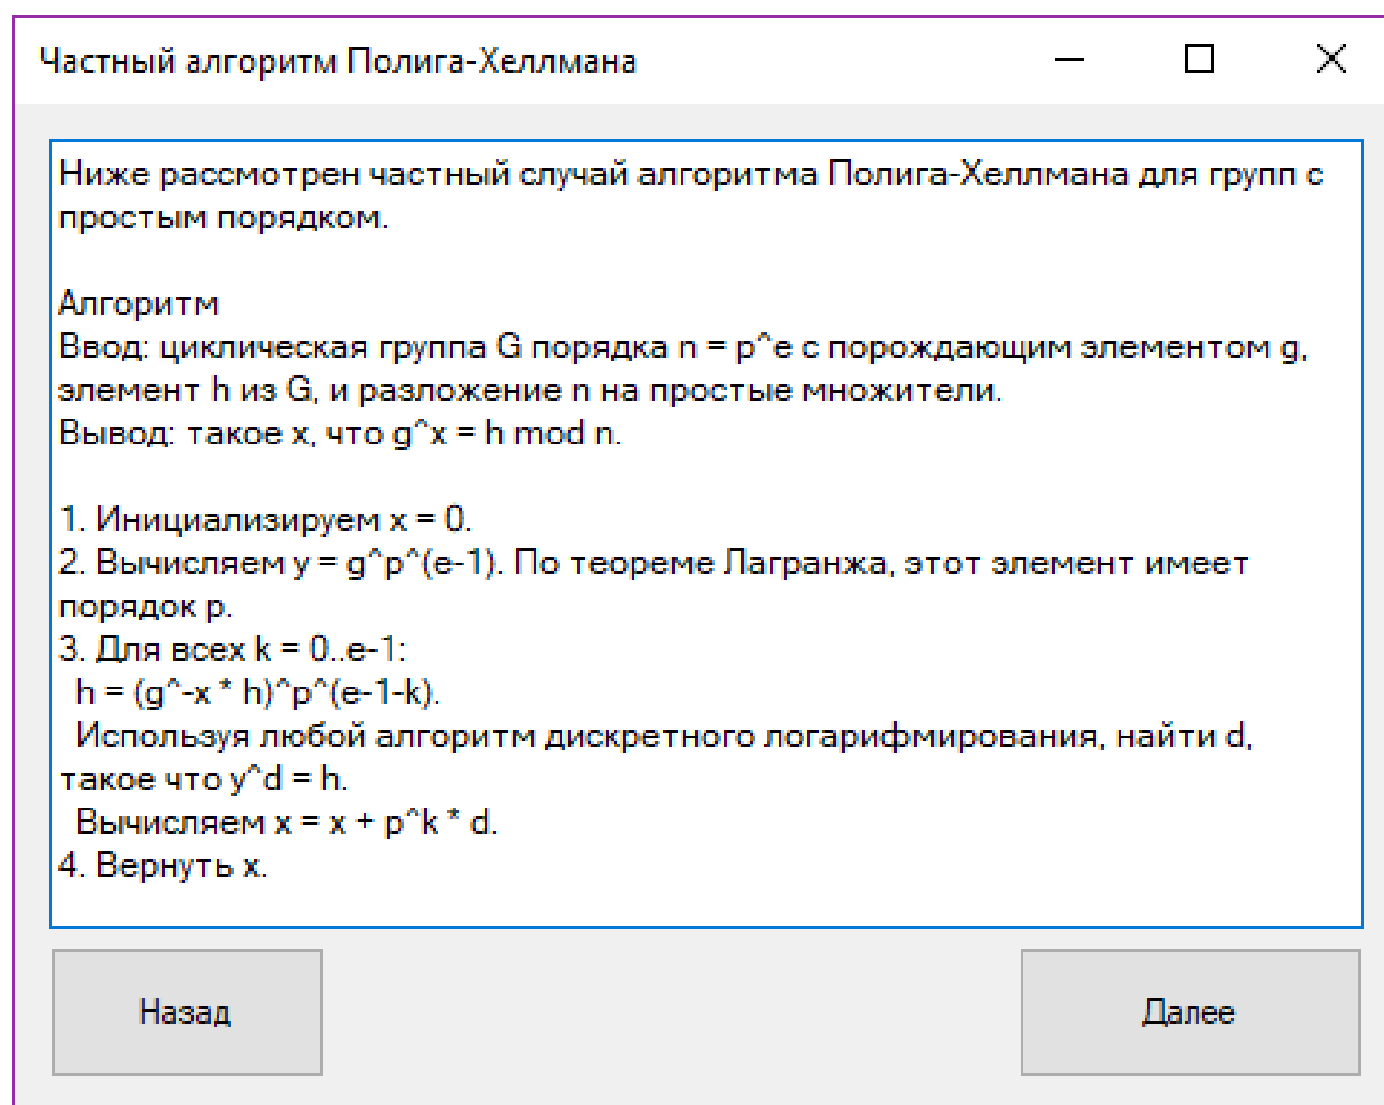 Частный алгоритм Полига-Хеллмана
Ниже рассмотрен частный случай алгоритма Полига-Хеллмана для групп с
простым порядком.
Алгоритм
Ввод: циклическая группа G порядка n = p^e с порождающим элементом g,
элемент h из G, и разложение n на простые множители.
Вывод: такое x, что g^x = h mod n.
1. Инициализируем x = 0.
2. Вычисляем y = g^p^(e-1). По теореме Лагранжа, этот элемент имеет
порядок p.
3. Для всех k = 0..e-1:
h = (g^-x * h)^p^(e-1-k).
Используя любой алгоритм дискретного логарифмирования, найти d,
такое что y^d = h.
Вычисляем x = x + p^k * d.
4. Вернуть x.
Назад
Далее